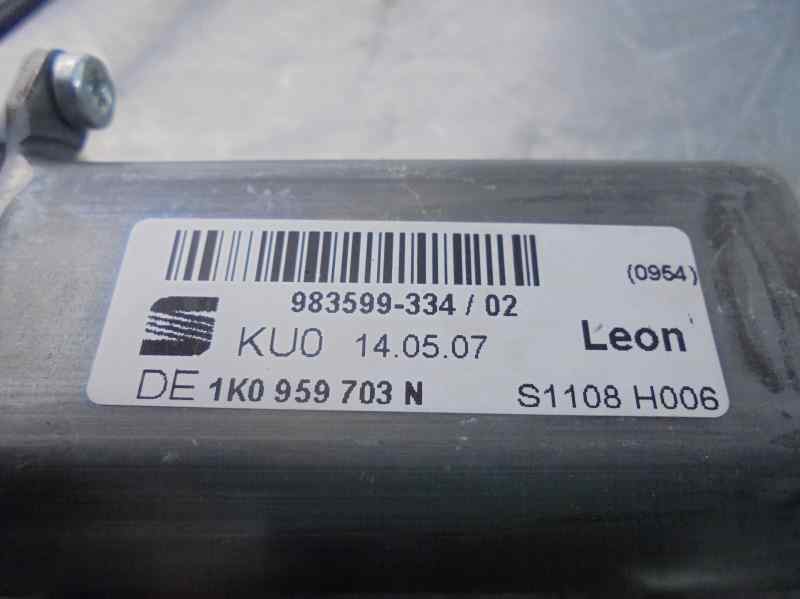 (0954)
983599-334 / 02
KU0 14.05.07 Leon
DE 1K0 959 703 N S1108 H006